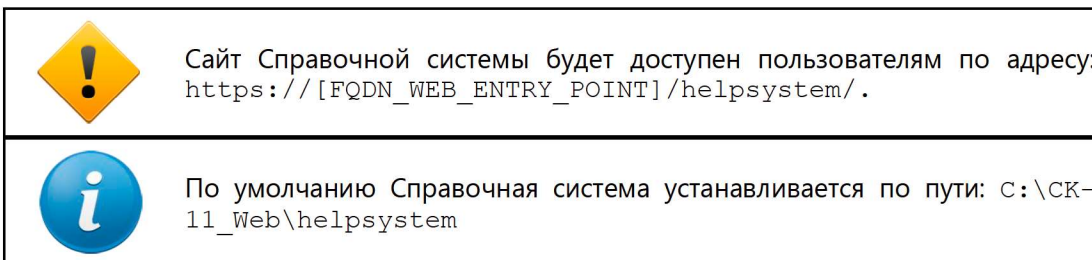 Сайт Справочной системы будет доступен пользователям по адресу:
https://[FQDN_WEB_ENTRY_POINT]/helpsystem/.
По умолчанию Справочная система устанавливается по пути: C:\CK-
11_Web\helpsystem